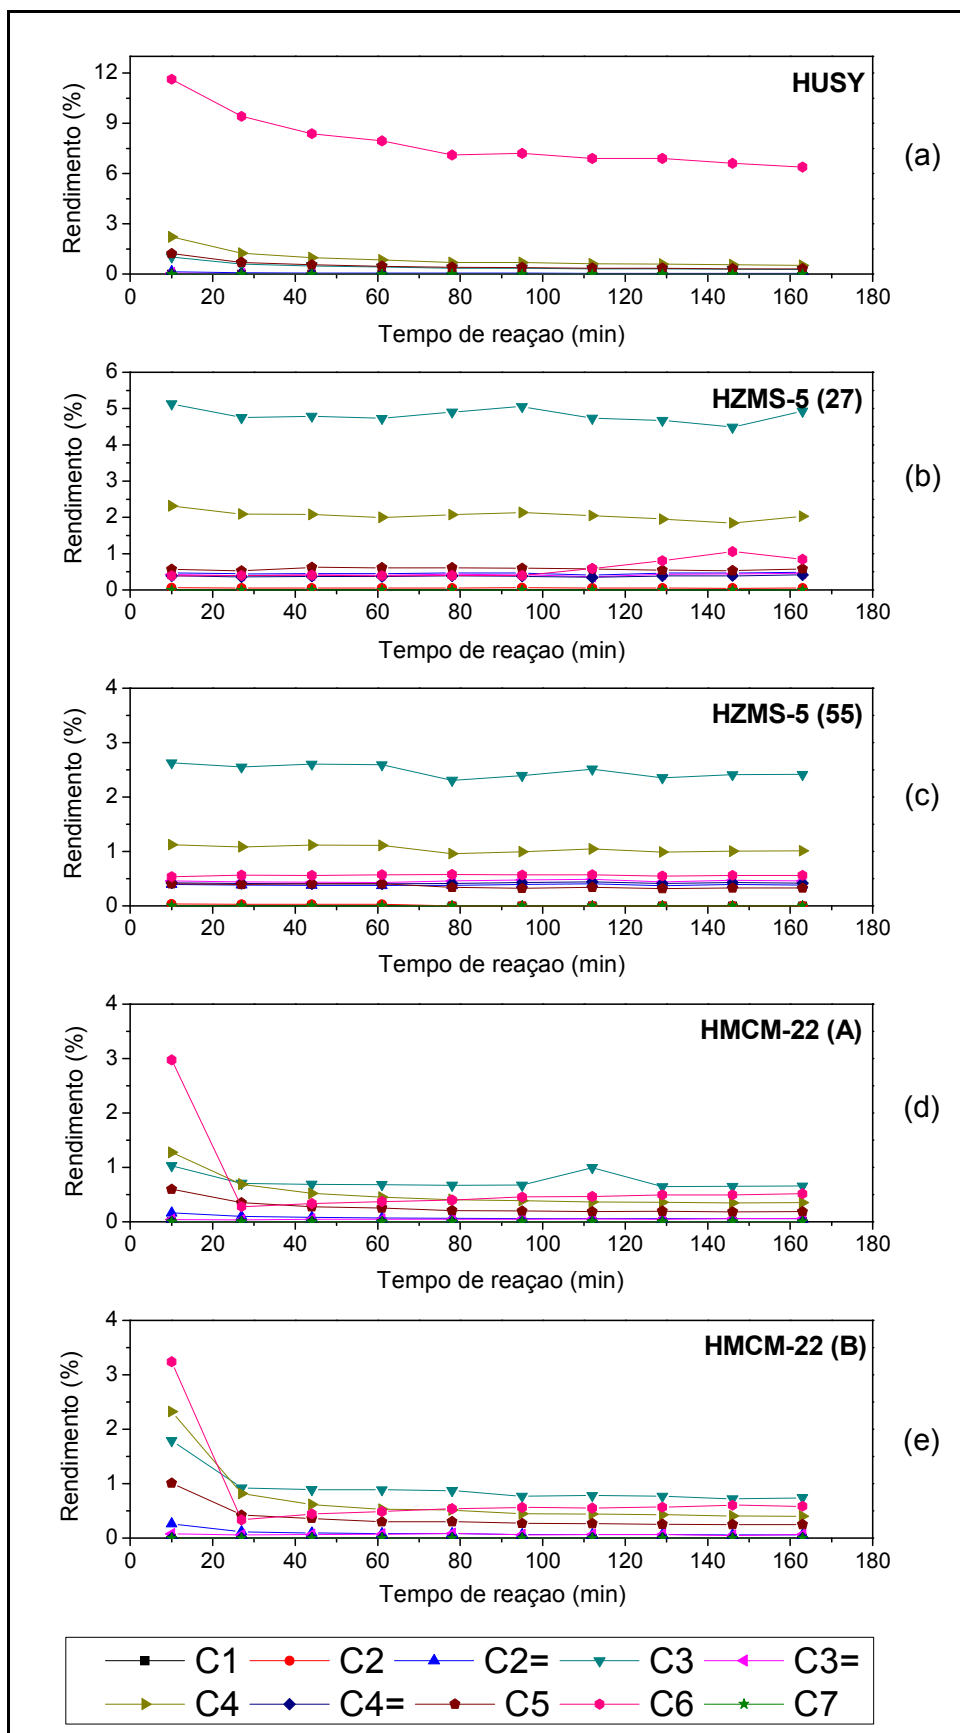 HUSY
(a)
Rendimento (%)
12
9
6
3
0
0 20 40 60 80 100 120 140 160 180
Tempo de reaçao (min)
HZMS-5 (27)
(b)
Rendimento (%)
6
5
4
3
2
1
0
0 20 40 60 80 100 120 140 160 180
Tempo de reaçao (min)
HZMS-5 (55)
(c)
Rendimento (%)
4
3
2
1
0
0 20 40 60 80 100 120 140 160 180
Tempo de reaçao (min)
HMCM-22 (A)
(d)
Rendimento (%)
4
3
2
1
0
0 20 40 60 80 100 120 140 160 180
Tempo de reaçao (min)
HMCM-22 (B)
(e)
Rendimento (%)
4
3
2
1
0
0 20 40 60 80 100 120 140 160 180
Tempo de reaçao (min)
C1 C2 C2= C3 C3=
C4 C4= C5 C6 C7